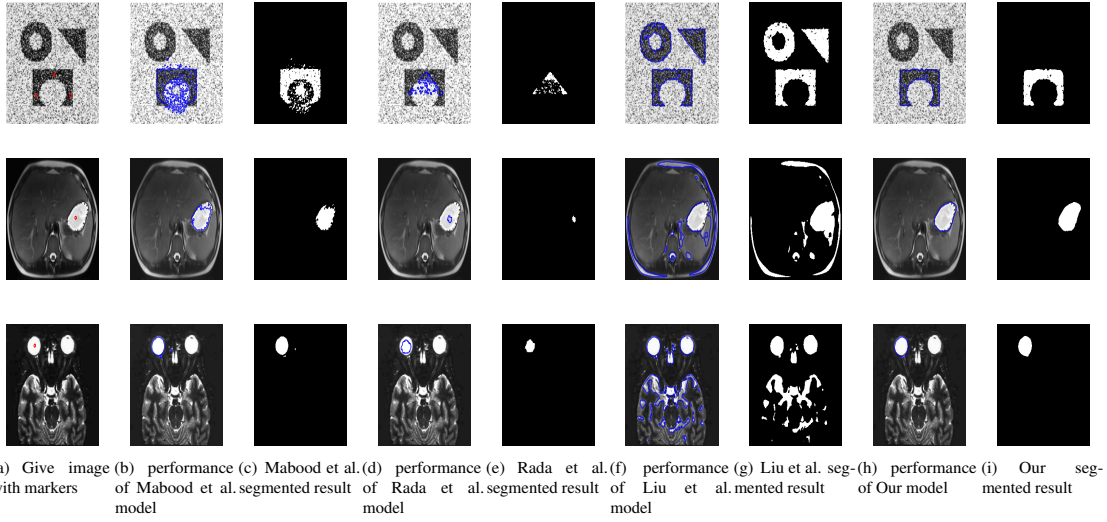 a) Give image
with markers
(b) performance
of Mabood et al.
model
(c) Mabood et al.
segmented result
(d) performance
of Rada et al.
model
(e) Rada et al.
segmented result
(f) performance
of Liu et al.
model
(g) Liu et al. seg-
mented result
(h) performance
of Our model
(i) Our seg-
mented result